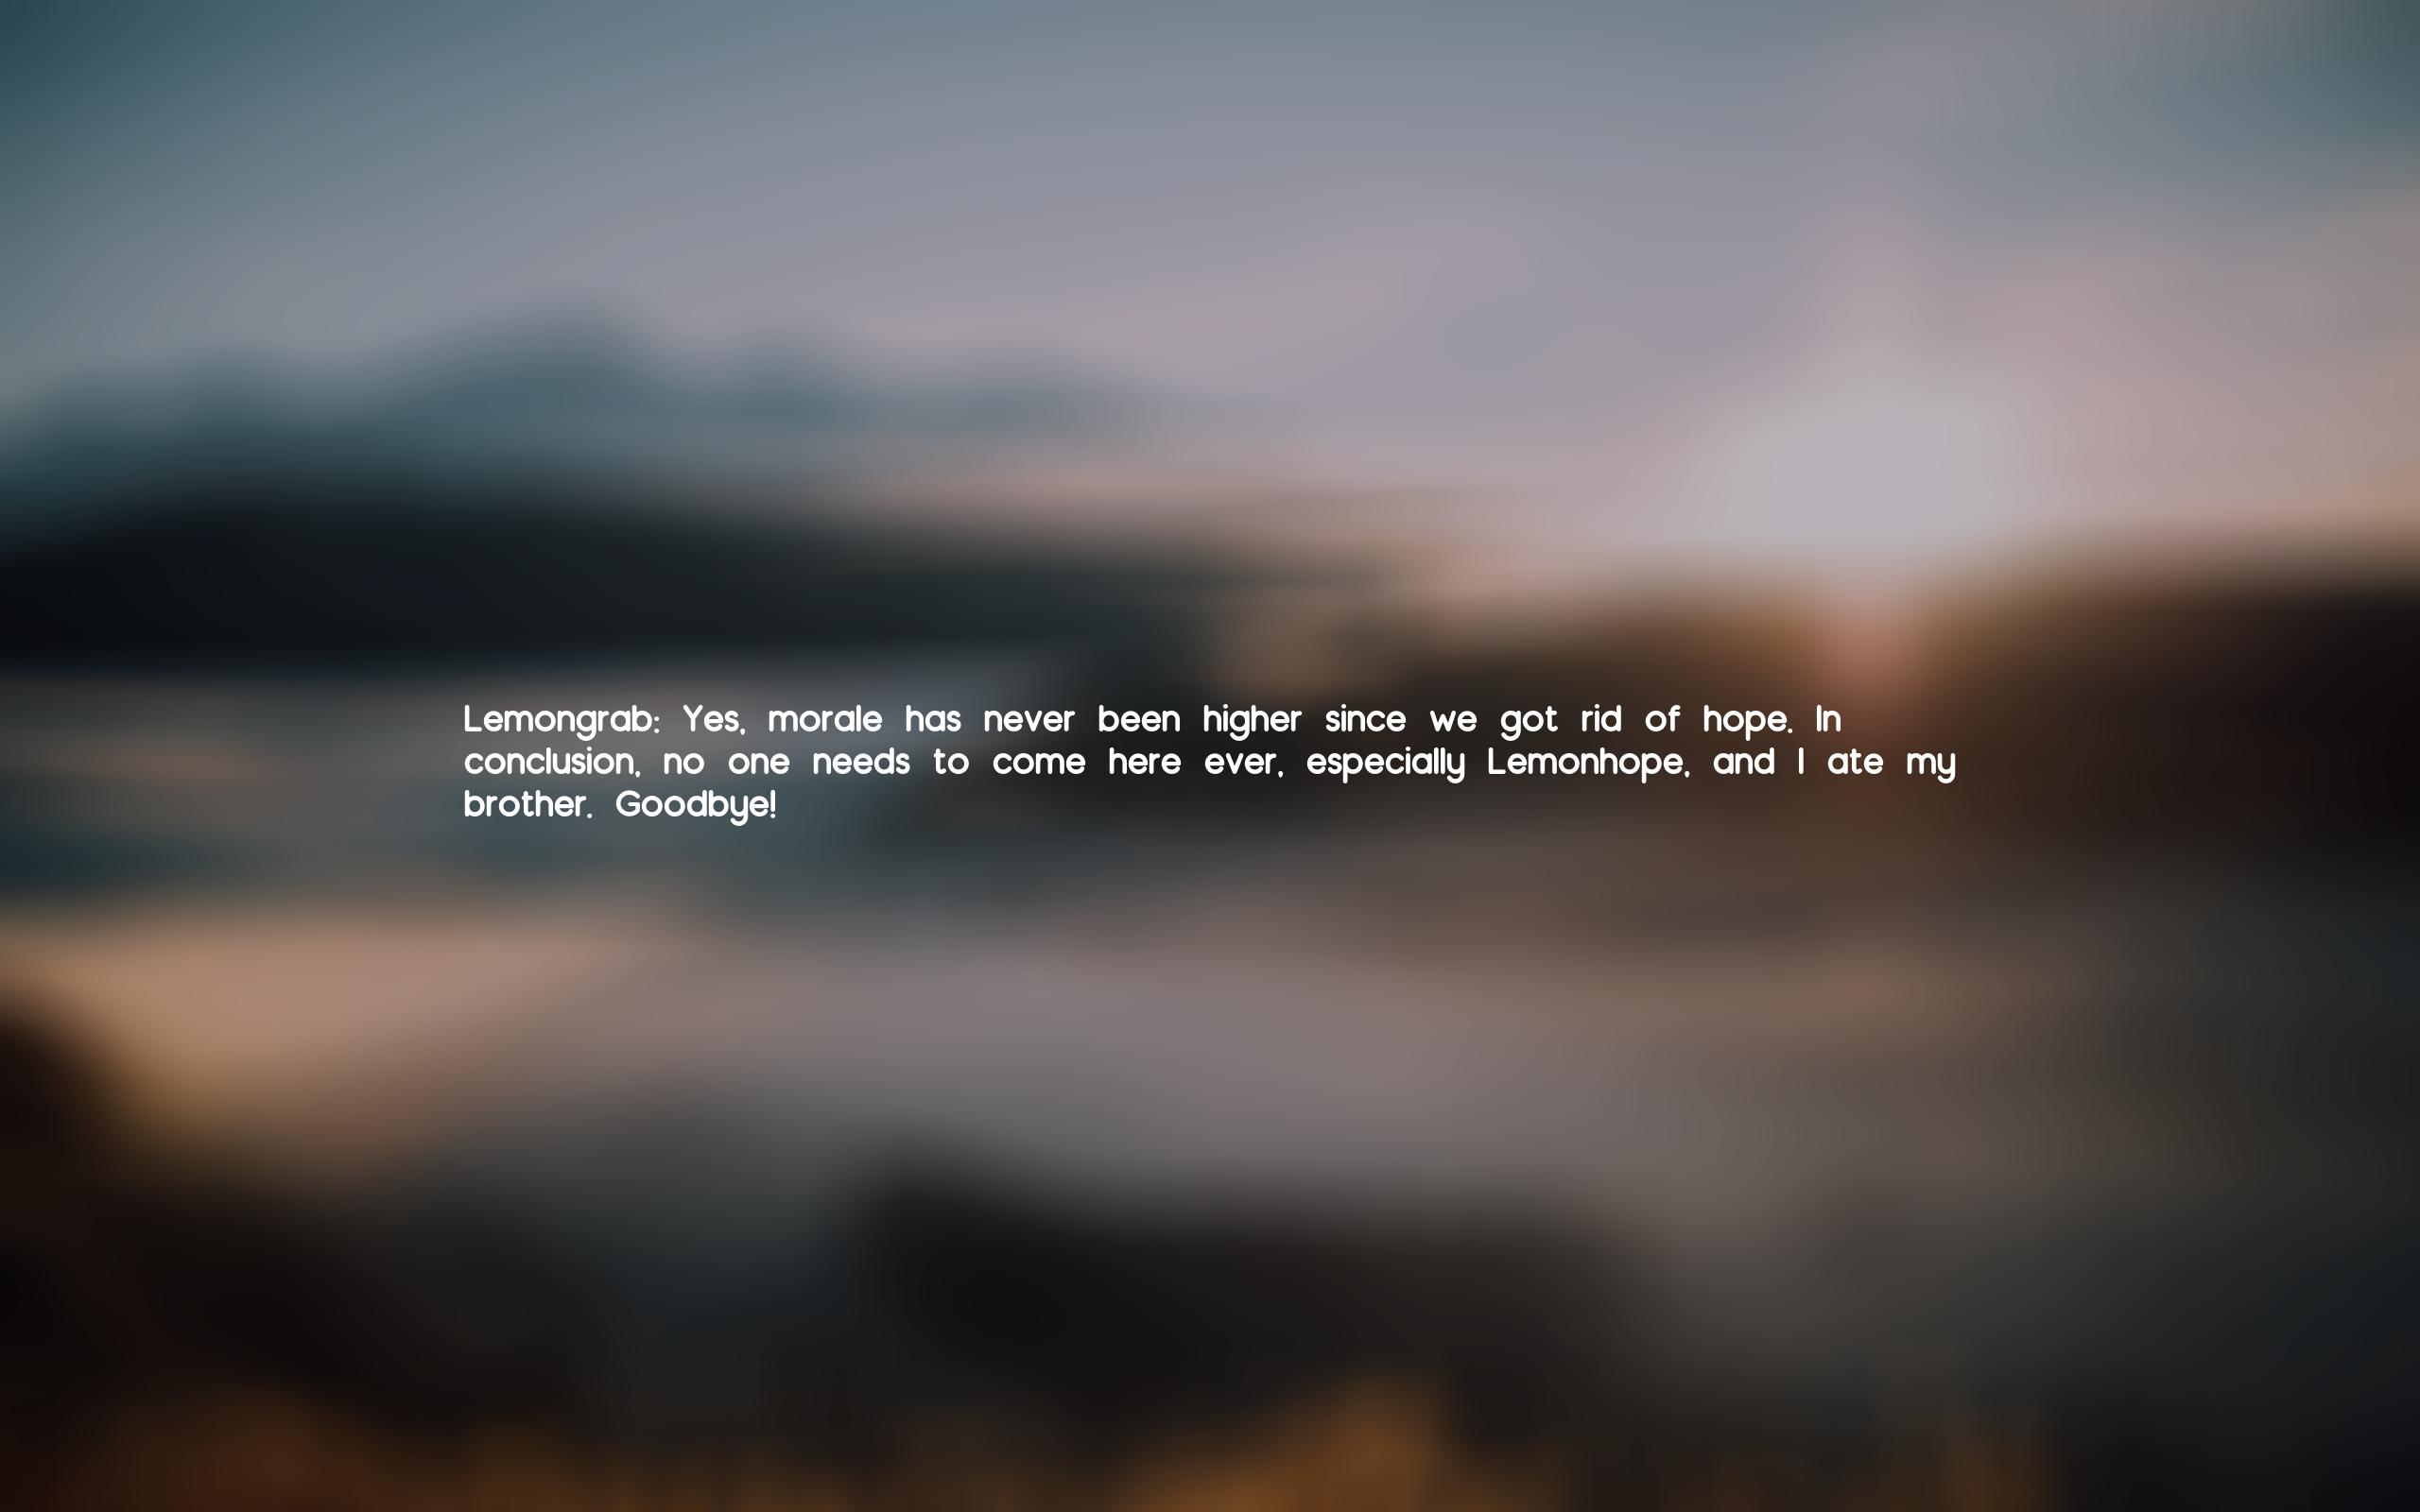 Lemongrab: Yes, morale has never been higher since we got rid of hope. In
conclusion, no one needs to come here ever, especially Lemonhope, and I ate my
brother. Goodbye!